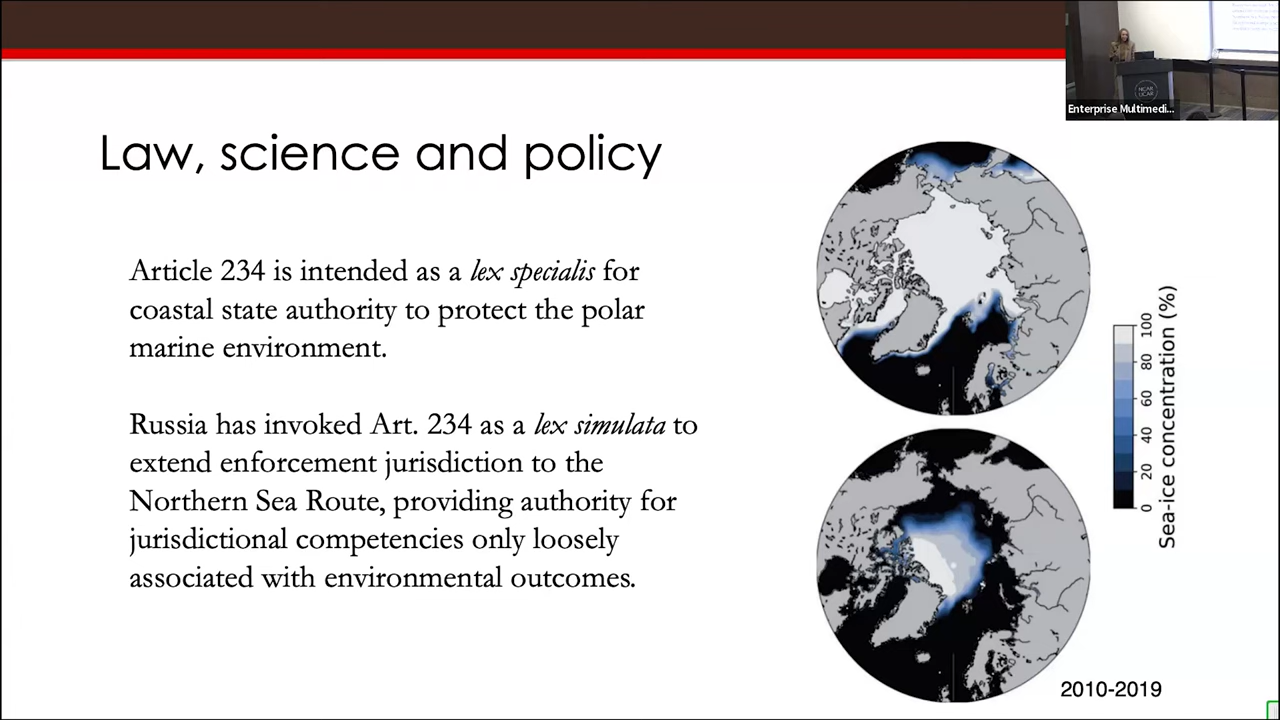 Law, science and policy
Article 234 is intended as a lex specialis for
coastal state authority to protect the polar
marine environment.
Russia has invoked Art. 234 as a lex simulata to
extend enforcement jurisdiction to the
Northern Sea Route, providing authority for
jurisdictional competencies only loosely
associated with environmental outcomes.
Enterprise Multimedi...
NCAR
UCAR
100
80
60
40
20
0
Sea-ice concentration (%)
2010-2019